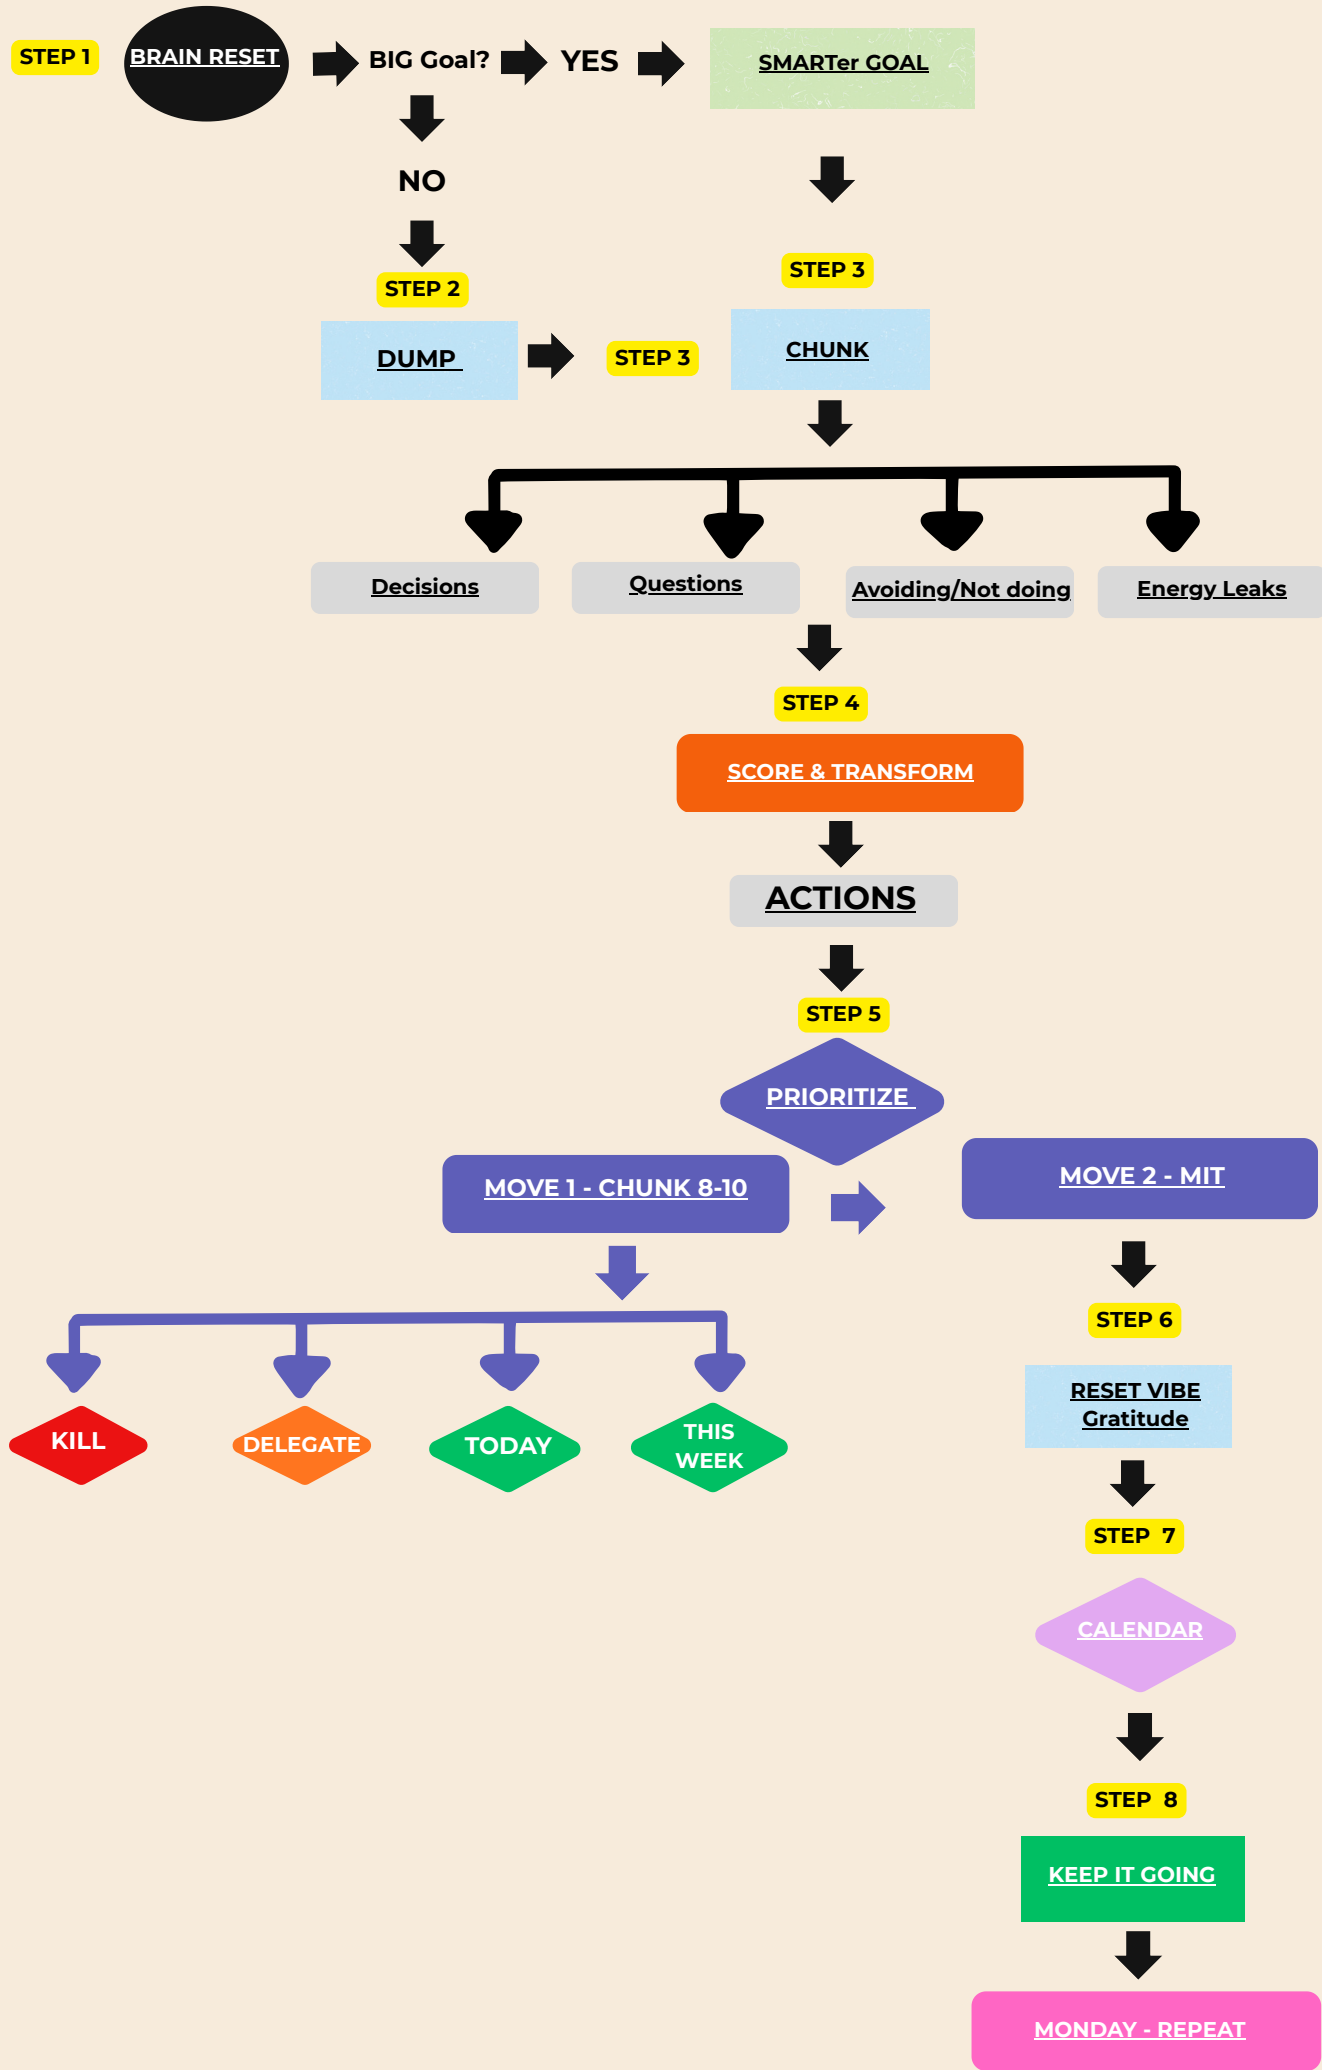 STEP 1
BRAIN RESET
BIG Goal?
YES
SMARTer GOAL
NO
STEP 2
STEP 3
DUMP
STEP 3
CHUNK
Decisions
Questions
Avoiding/Not doing
Energy Leaks
STEP 4
SCORE & TRANSFORM
ACTIONS
STEP 5
PRIORITIZE
MOVE 1 - CHUNK 8-10
MOVE 2 - MIT
KILL
DELEGATE
TODAY
THIS
WEEK
STEP 6
RESET VIBE
Gratitude
STEP 7
CALENDAR
STEP 8
KEEP IT GOING
MONDAY - REPEAT